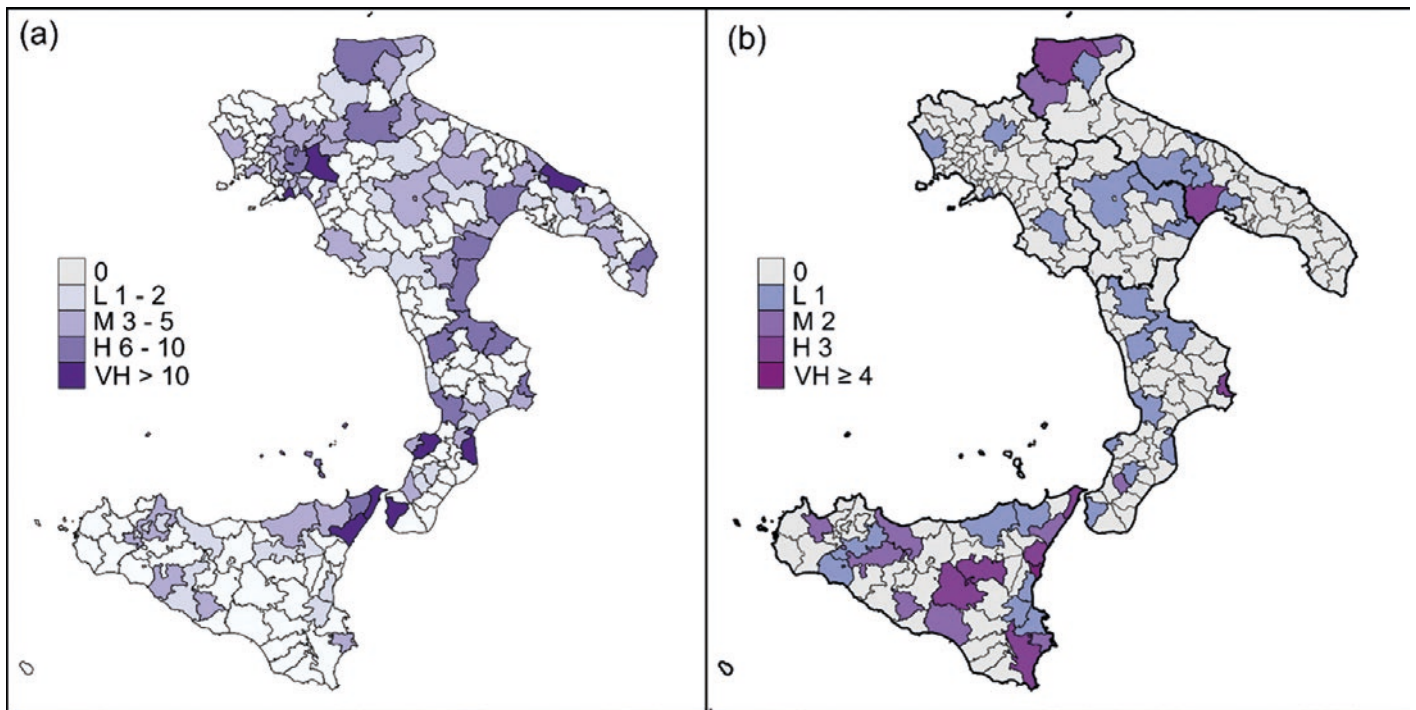 (a)
0
L 1 - 2
M 3 - 5
H 6 - 10
VH > 10
(b)
0
L 1
M 2
H 3
VH ≥ 4